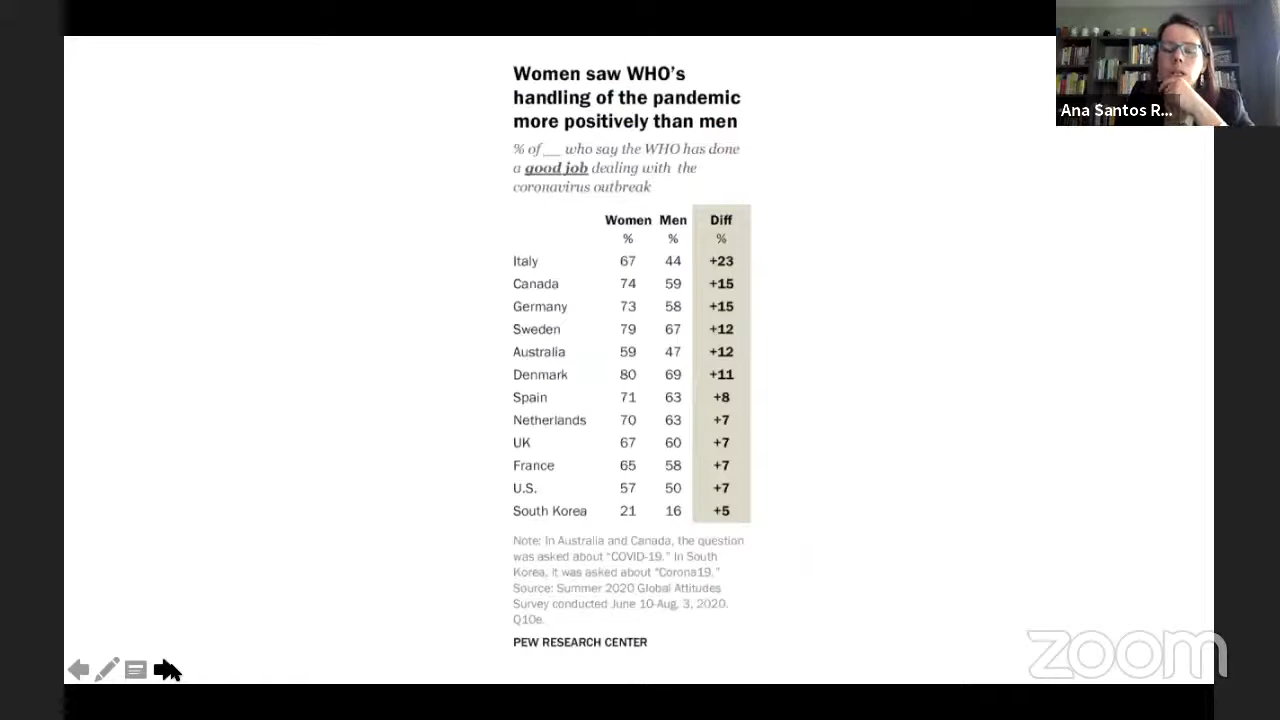 Women saw WHO's
handling of the pandemic
more positively than men
% of __ who say the WHO has done
a good job dealing with the
coronavirus outbreak
Women Men Diff
% % %
Italy 67 44 +23
Canada 74 59 +15
Germany 73 58 +15
Sweden 79 67 +12
Australia 59 47 +12
Denmark 80 69 +11
Spain 71 63 +8
Netherlands 70 63 +7
UK 67 60 +7
France 65 58 +7
U.S. 57 50 +7
South Korea 21 16 +5
Note: In Australia and Canada, the question
was asked about “COVID-19.” In South
Korea, it was asked about “Corona19.”
Source: Summer 2020 Global Attitudes
Survey conducted June 10-Aug. 3, 2020.
Q10e.
PEW RESEARCH CENTER
Ana Santos R...
zoom